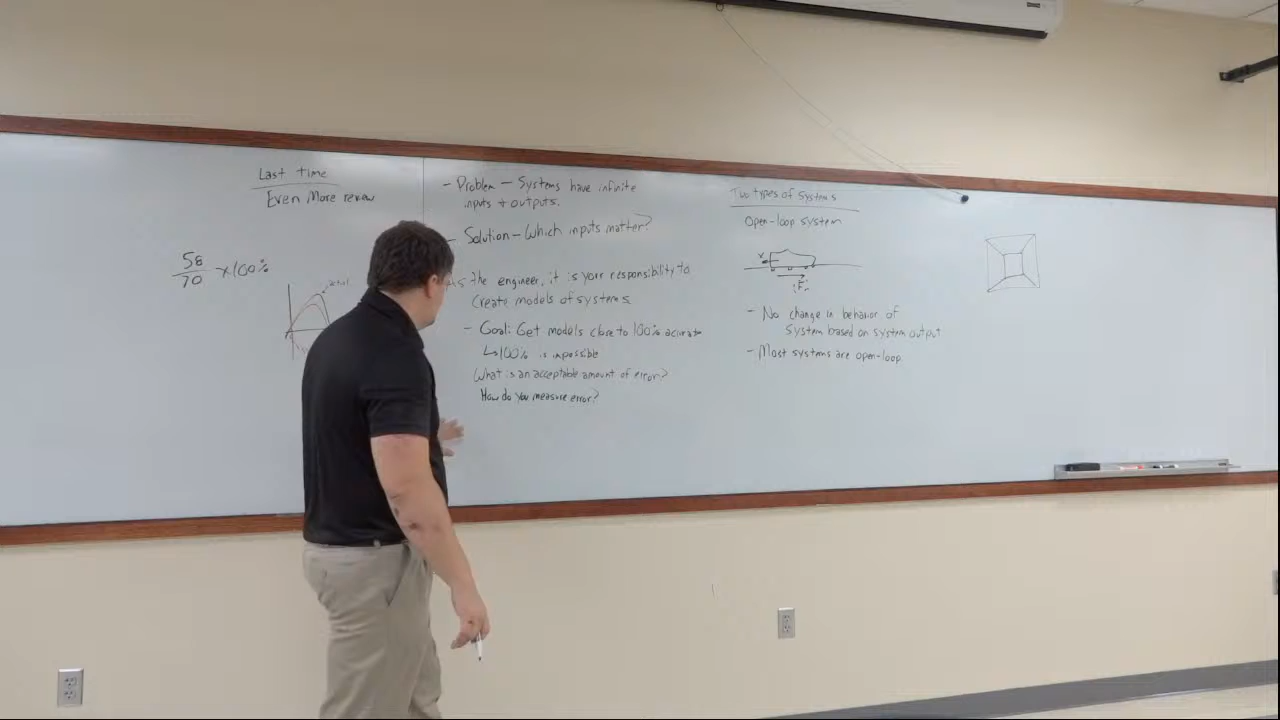 Last time
Even More review
58
70
x100%
- Problem - Systems have infinite
inputs + outputs.
- Solution - Which inputs matter?
the engineer, it is your responsibility to
Create models of systems
- Goal: Get models close to 100% acurate
↳100% is impossible
What is an acceptable amount of error?
How do you measure error?
Two types of Systems
Open-loop system
- No change in behavior of
System based on system output
- Most systems are open-loop